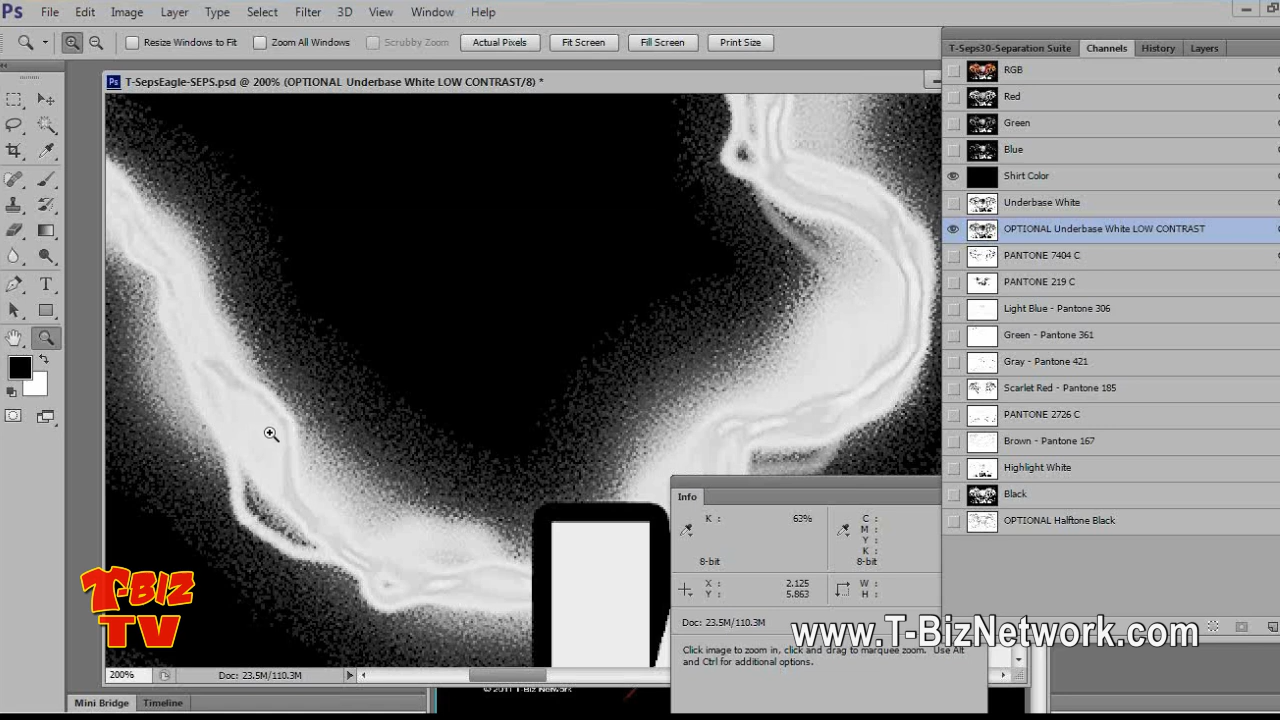 Ps File Edit Image Layer Type Select Filter 3D View Window Help
Resize Windows to Fit Zoom All Windows Scrubby Zoom Actual Pixels Fit Screen Fill Screen Print Size
T-Seps30-Separation Suite Channels History Layers
Ps T-SepsEagle-SEPS.psd @ 200% (OPTIONAL Underbase White LOW CONTRAST/8) *
RGB
Red
Green
Blue
Shirt Color
Underbase White
OPTIONAL Underbase White LOW CONTRAST
PANTONE 7404 C
PANTONE 219 C
Light Blue - Pantone 306
Green - Pantone 361
Gray - Pantone 421
Scarlet Red - Pantone 185
PANTONE 2726 C
Brown - Pantone 167
Highlight White
Black
OPTIONAL Halftone Black
Info
K : 63% C :
M :
Y :
K :
8-bit 8-bit
X : 2.125 W :
Y : 5.863 H :
Doc: 23.5M/110.3M
Click image to zoom in, or click and drag to marquee zoom. Use Alt
and Ctrl for additional options.
T-BIZ
TV
www.T-BizNetwork.com
200% Doc: 23.5M/110.3M
© 2011 T-Biz Network
Mini Bridge Timeline